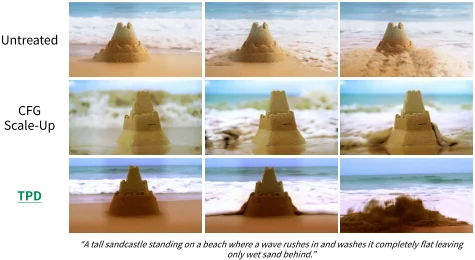 Untreated
CFG
Scale-Up
TPD
"A tall sandcastle standing on a beach where a wave rushes in and washes it completely flat leaving
only wet sand behind."